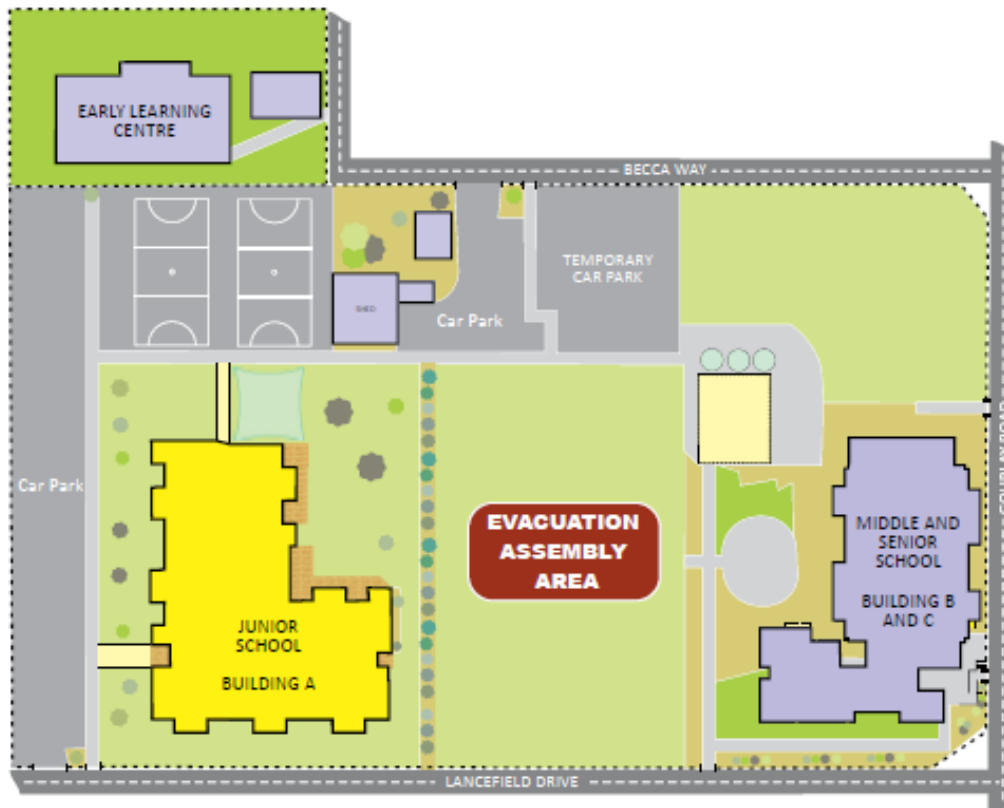 EARLY LEARNING
CENTRE
BECCA WAY
TEMPORARY
CAR PARK
SHED
Car Park
Car Park
EVACUATION
ASSEMBLY
AREA
MIDDLE AND
SENIOR
SCHOOL
BUILDING B
AND C
JUNIOR
SCHOOL
BUILDING A
LANCEFIELD DRIVE